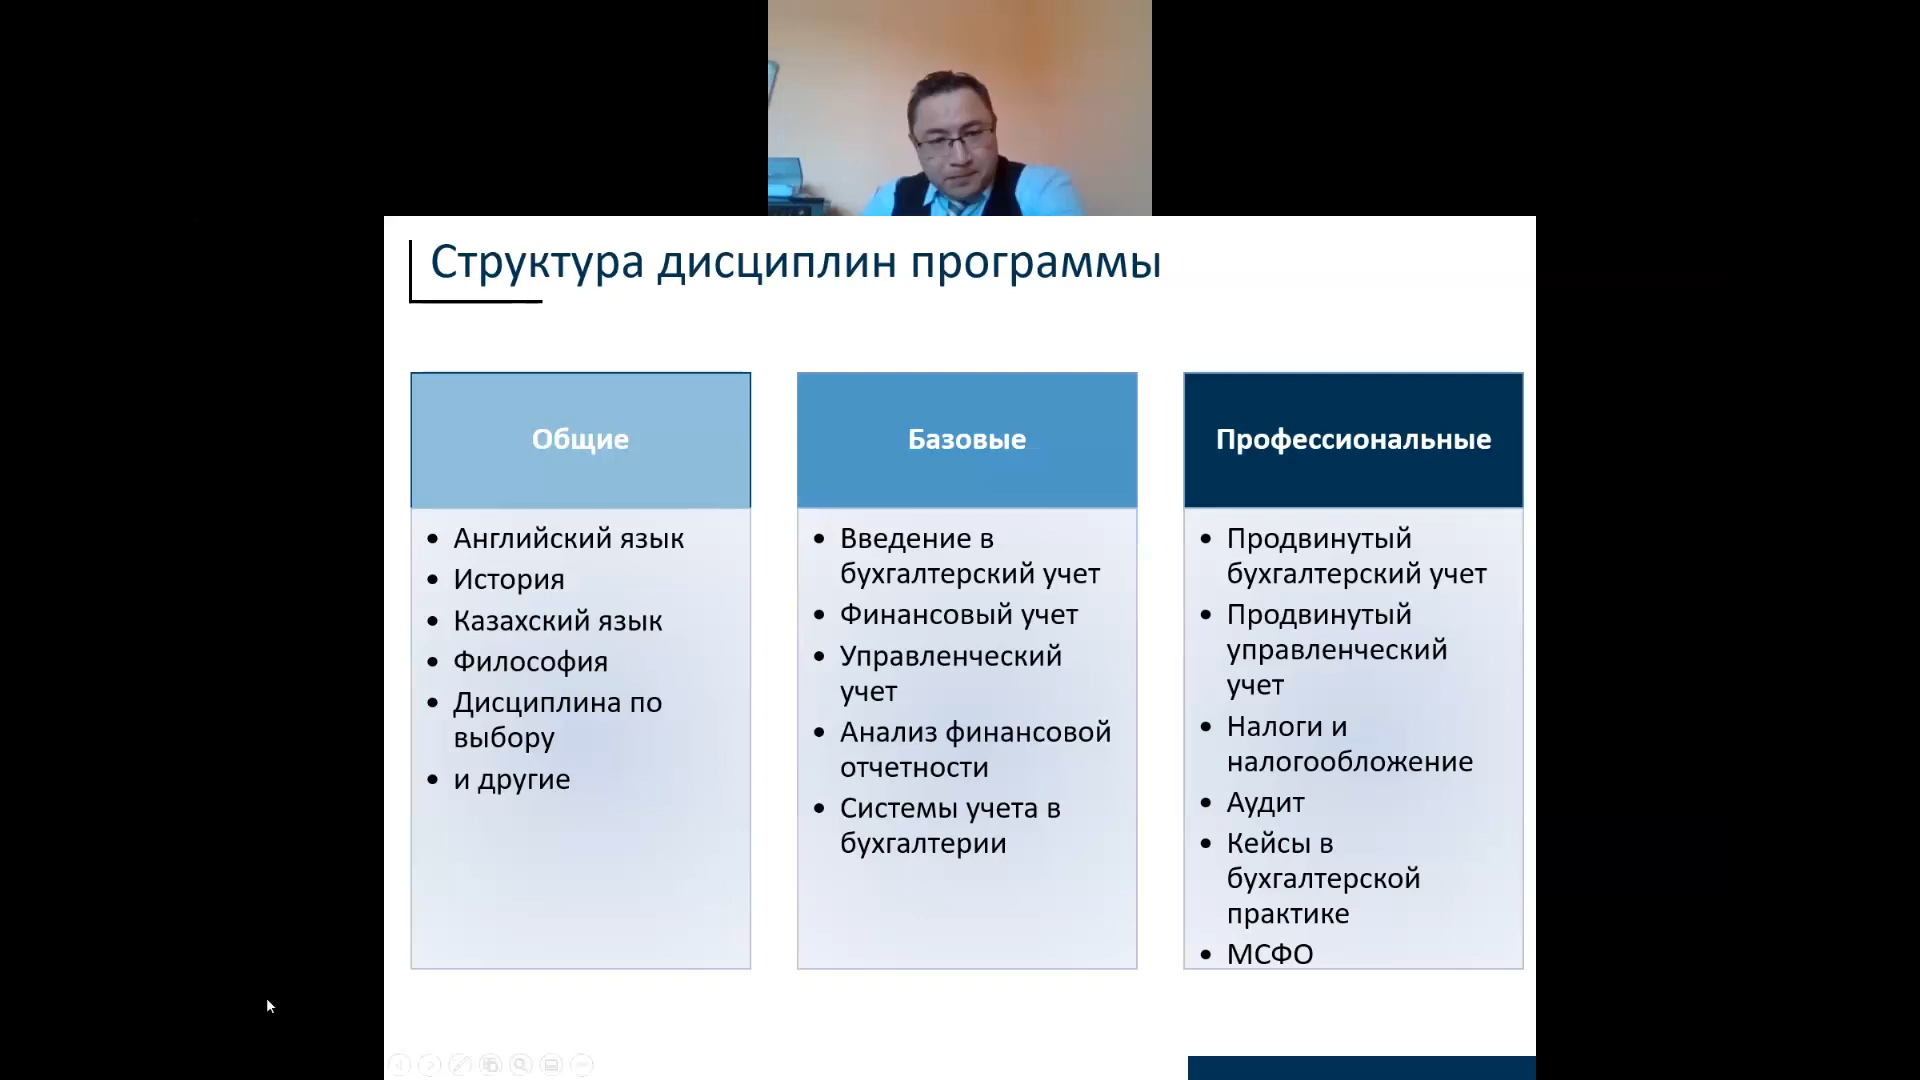 Структура дисциплин программы
Общие
• Английский язык
• История
• Казахский язык
• Философия
• Дисциплина по
выбору
• и другие
Базовые
• Введение в
бухгалтерский учет
• Финансовый учет
• Управленческий
учет
• Анализ финансовой
отчетности
• Системы учета в
бухгалтерии
Профессиональные
• Продвинутый
бухгалтерский учет
• Продвинутый
управленческий
учет
• Налоги и
налогообложение
• Аудит
• Кейсы в
бухгалтерской
практике
• МСФО